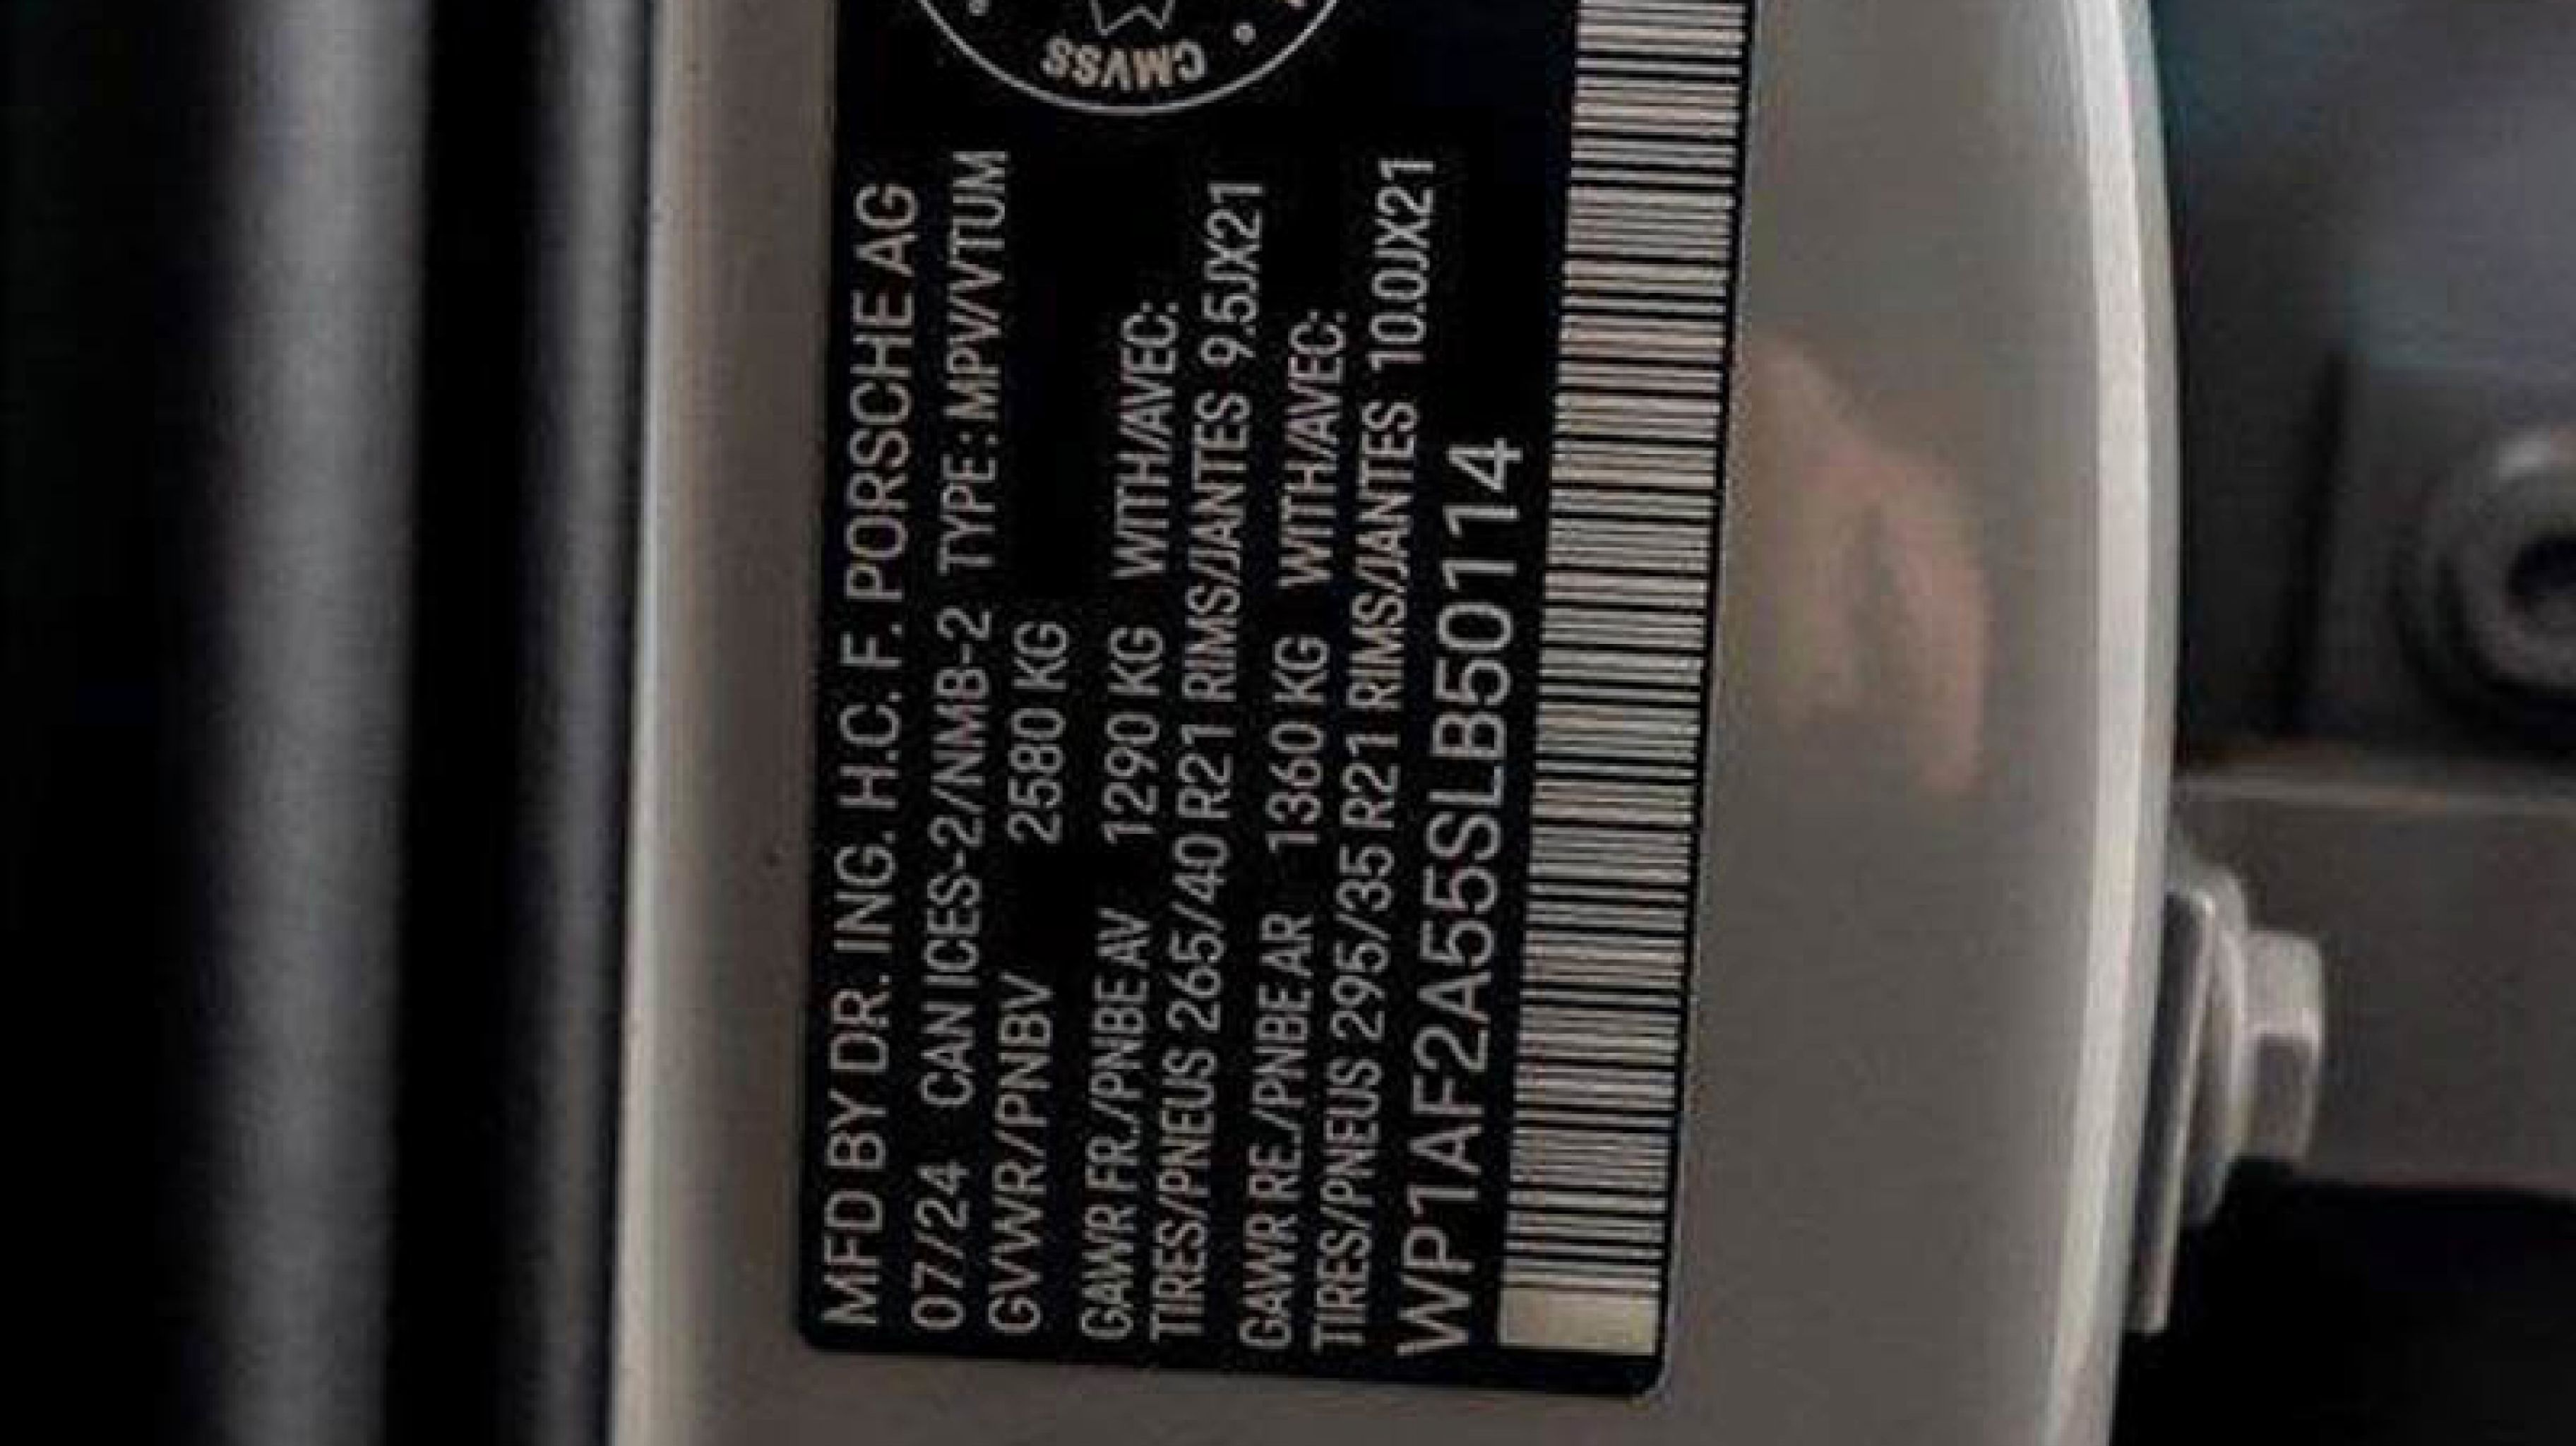 CMVSS
MFD BY DR. ING. H.C. F. PORSCHE AG
07/24 CAN ICES-2/NMB-2 TYPE: MPV/VTUM
GVWR/PNBV 2580 KG
GAWR FR./PNBE AV 1290 KG WITH/AVEC:
TIRES/PNEUS 265/40 R21 RIMS/JANTES 9.5JX21
GAWR RE./PNBE AR 1360 KG WITH/AVEC:
TIRES/PNEUS 295/35 R21 RIMS/JANTES 10.0JX21
WP1AF2A55SLB50114